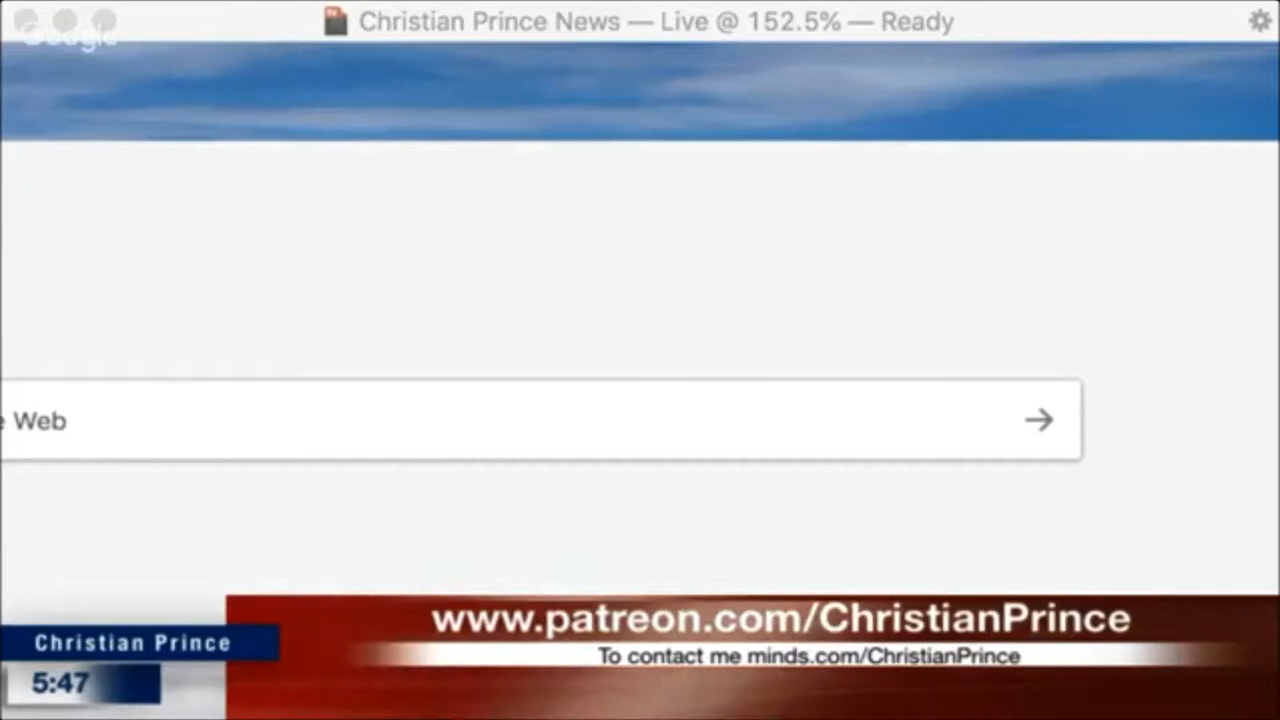 Google
Christian Prince News — Live @ 152.5% — Ready
e Web
www.patreon.com/ChristianPrince
To contact me minds.com/ChristianPrince
Christian Prince
5:47